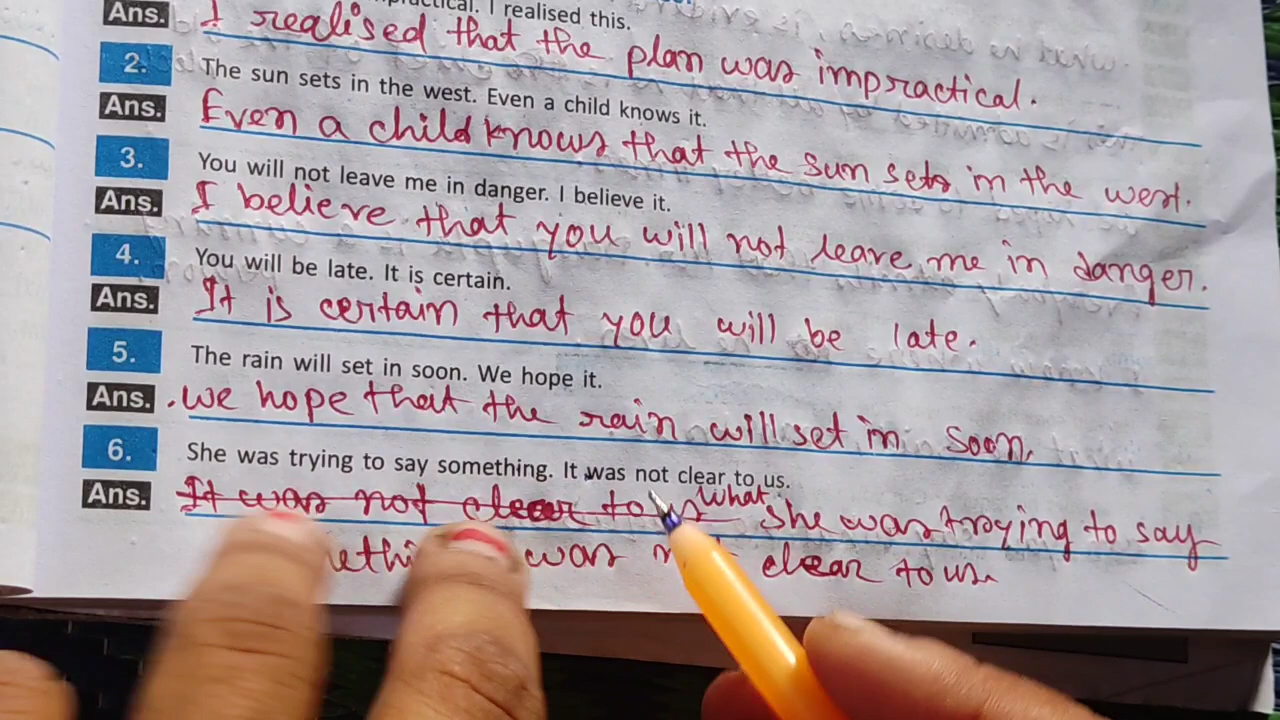 I realised this.
Ans. I realised that the plan was impractical.
2. The sun sets in the west. Even a child knows it.
Ans. Even a child knows that the sun sets in the west.
3. You will not leave me in danger. I believe it.
Ans. I believe that you will not leave me in danger.
4. You will be late. It is certain.
Ans. It is certain that you will be late.
5. The rain will set in soon. We hope it.
Ans. We hope that the rain will set in soon.
6. She was trying to say something. It was not clear to us.
Ans. It was not clear to us What she was trying to say
was clear to us